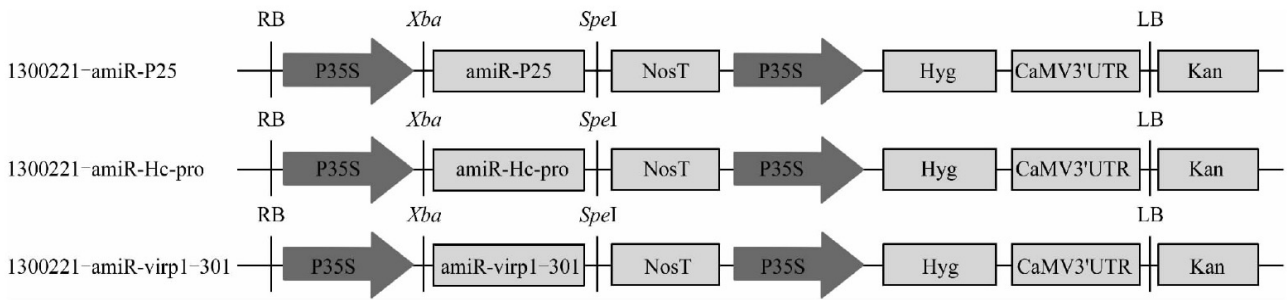 RB Xba SpeI LB
1300221-amiR-P25 P35S amiR-P25 NosT P35S Hyg CaMV3'UTR Kan
RB Xba SpeI LB
1300221-amiR-Hc-pro P35S amiR-Hc-pro NosT P35S Hyg CaMV3'UTR Kan
RB Xba SpeI LB
1300221-amiR-virp1-301 P35S amiR-virp1-301 NosT P35S Hyg CaMV3'UTR Kan